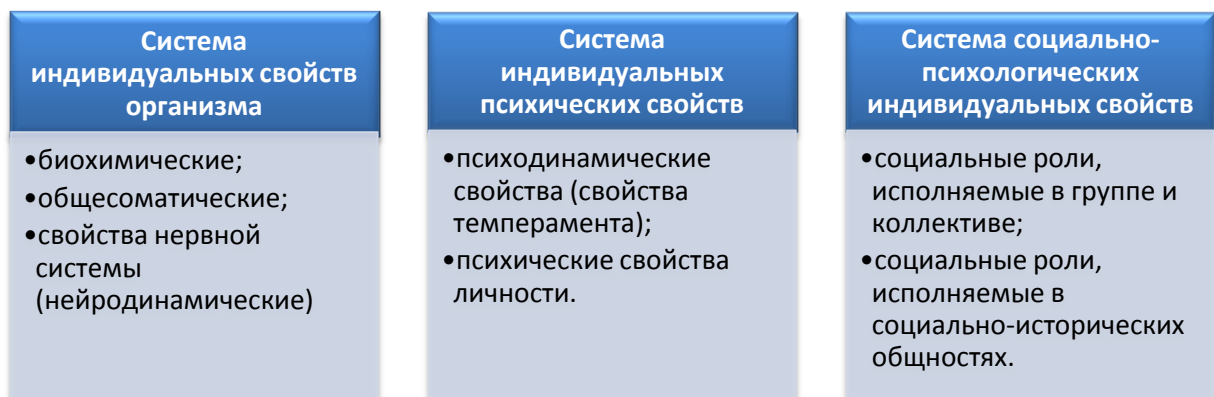 Система
индивидуальных свойств
организма
•биохимические;
•общесоматические;
•свойства нервной
системы
(нейродинамические)
Система
индивидуальных
психических свойств
•психодинамические
свойства (свойства
темперамента);
•психические свойства
личности.
Система социально-
психологических
индивидуальных свойств
•социальные роли,
исполняемые в группе и
коллективе;
•социальные роли,
исполняемые в
социально-исторических
общностях.